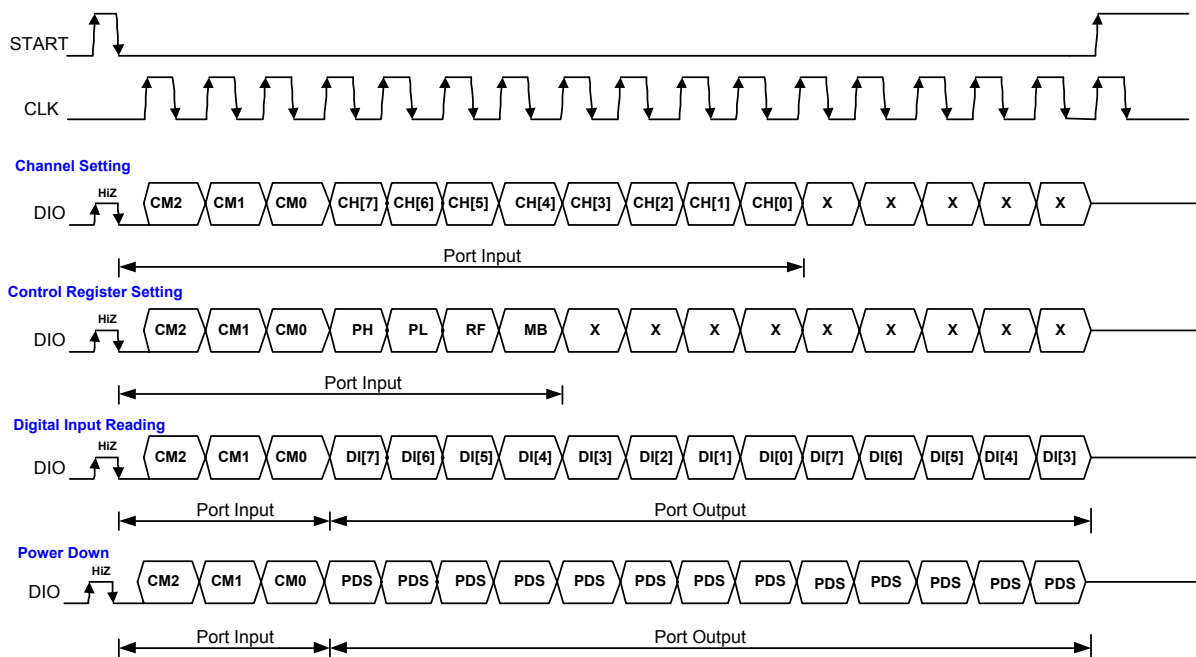 START
CLK
Channel Setting
HiZ
DIO CM2 CM1 CM0 CH[7] CH[6] CH[5] CH[4] CH[3] CH[2] CH[1] CH[0] X X X X X
Port Input
Control Register Setting
HiZ
DIO CM2 CM1 CM0 PH PL RF MB X X X X X X X X X
Port Input
Digital Input Reading
HiZ
DIO CM2 CM1 CM0 DI[7] DI[6] DI[5] DI[4] DI[3] DI[2] DI[1] DI[0] DI[7] DI[6] DI[5] DI[4] DI[3]
Port Input Port Output
Power Down
HiZ
DIO CM2 CM1 CM0 PDS PDS PDS PDS PDS PDS PDS PDS PDS PDS PDS PDS PDS
Port Input Port Output